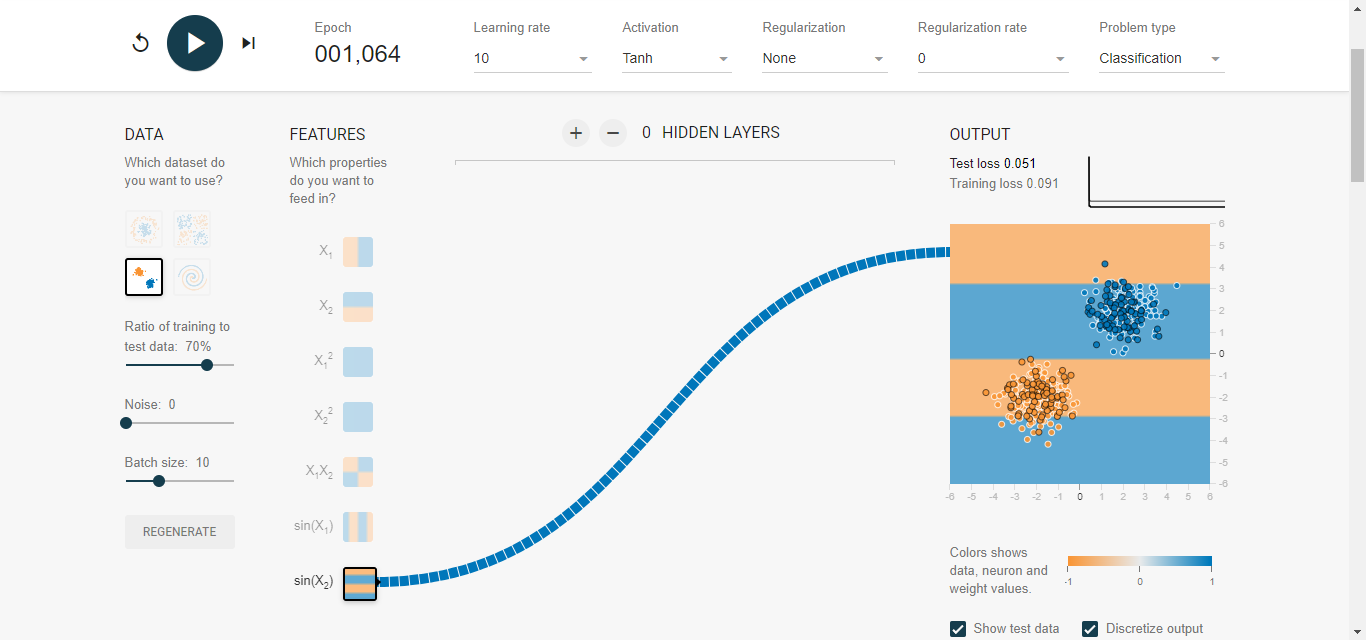 Epoch
001,064
Learning rate
10
Activation
Tanh
Regularization
None
Regularization rate
0
Problem type
Classification
DATA
Which dataset do
you want to use?
Ratio of training to
test data: 70%
Noise: 0
Batch size: 10
REGENERATE
FEATURES
Which properties
do you want to
feed in?
X₁
X₂
X₁²
X₂²
X₁X₂
sin(X₁)
sin(X₂)
+ − 0 HIDDEN LAYERS
OUTPUT
Test loss 0.051
Training loss 0.091
6
5
4
3
2
1
0
-1
-2
-3
-4
-5
-6
-6 -5 -4 -3 -2 -1 0 1 2 3 4 5 6
Colors shows
data, neuron and
weight values.
-1 0 1
Show test data
Discretize output